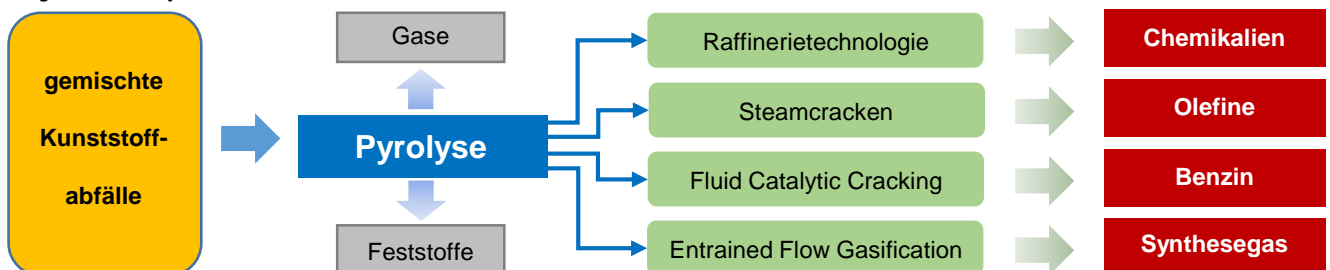 gemischte
Kunststoff-
abfälle
Gase
Pyrolyse
Feststoffe
Raffinerietechnologie
Steamcracken
Fluid Catalytic Cracking
Entrained Flow Gasification
Chemikalien
Olefine
Benzin
Synthesegas